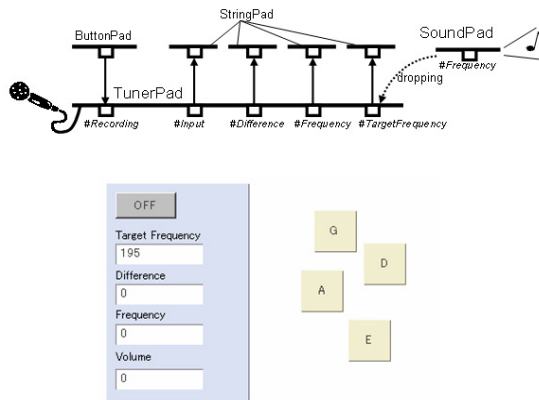 StringPad
ButtonPad
SoundPad
#Frequency
dropping
TunerPad
#Recording
#Input
#Difference
#Frequency
#TargetFrequency
OFF
Target Frequency
195
Difference
0
Frequency
0
Volume
0
G
D
A
E